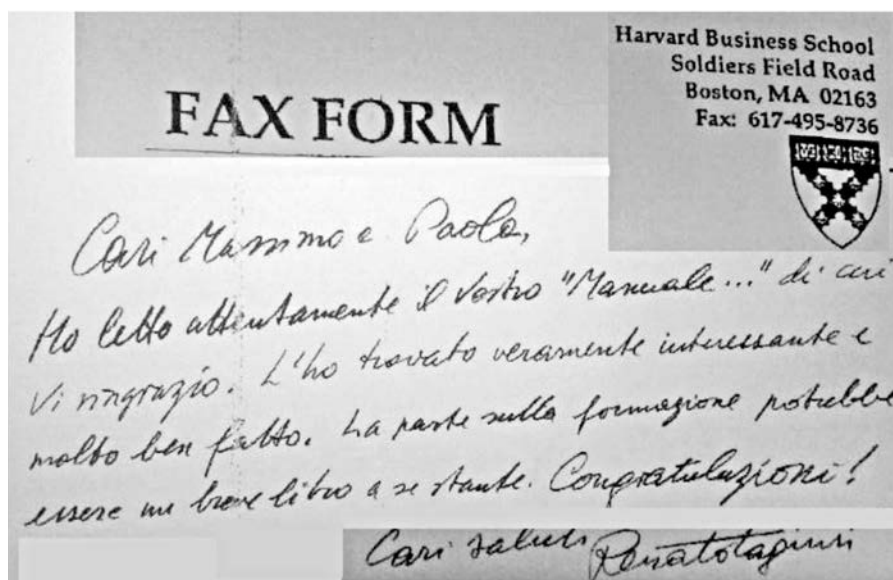 Harvard Business School
Soldiers Field Road
Boston, MA 02163
Fax: 617-495-8736
FAX FORM
Cari Massimo e Paolo,
Ho letto attentamente il Vostro "Manuale..." di cui
Vi ringrazio. L'ho trovato veramente interessante e
molto ben fatto. La parte sulla formazione potrebbe
essere un breve libro a se stante. Congratulazioni!
Cari saluti Renato Tagiuri